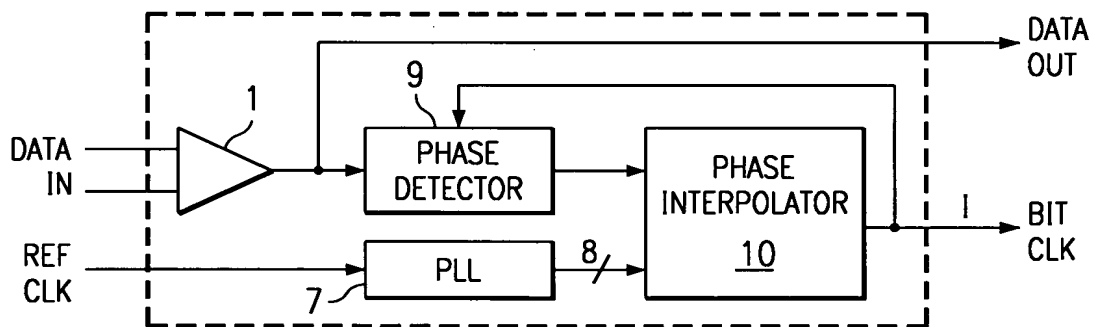 DATA
OUT
1
9
DATA
IN
PHASE
DETECTOR
PHASE
INTERPOLATOR
10
I
BIT
CLK
REF
CLK
7
PLL
8